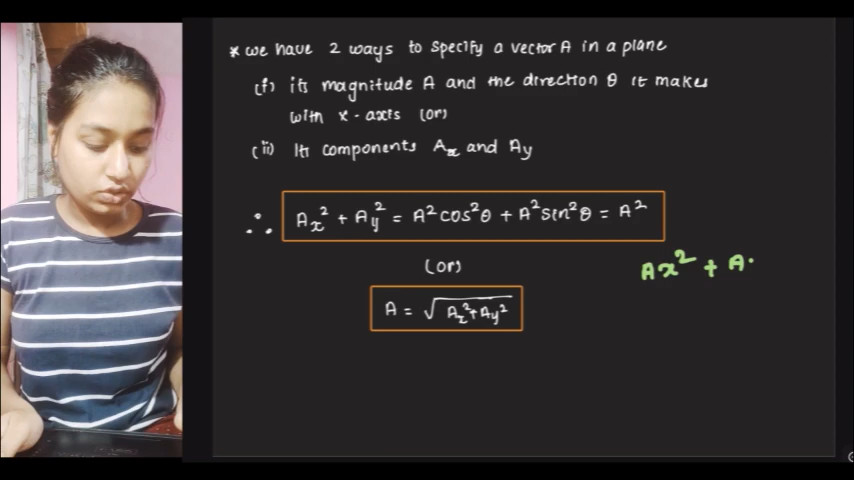 * we have 2 ways to specify a vector A in a plane
(i) its magnitude A and the direction θ it makes
with x - axis (or)
(ii) Its components Aₓ and Ay
∴ Aₓ² + Ay² = A²cos²θ + A²sin²θ = A²
(or)
Ax² + A
A = √Aₓ²+Ay²